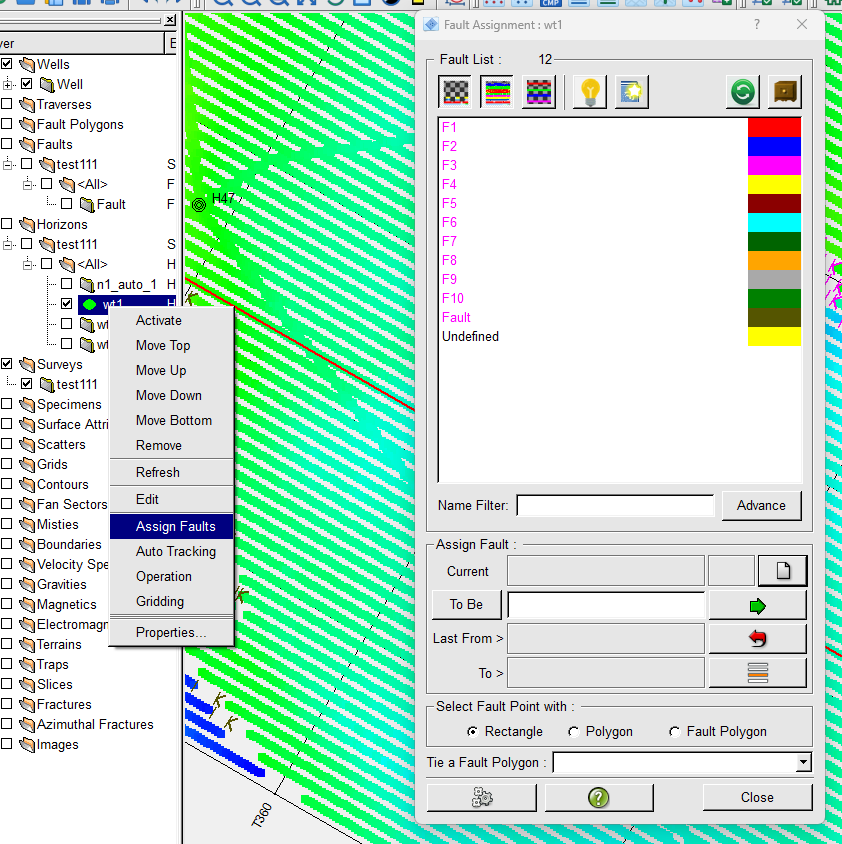 CMP
yer E
Wells
Well
Traverses
Fault Polygons
Faults
test111 S
<All> F
Fault F
Horizons
test111 S
<All> H
n1_auto_1 H
wt1 H
Surveys
test111
Specimens
Surface Attri
Scatters
Grids
Contours
Fan Sectors
Misties
Boundaries
Velocity Spe
Gravities
Magnetics
Electromagn
Terrains
Traps
Slices
Fractures
Azimuthal Fractures
Images
Activate
Move Top
Move Up
Move Down
Move Bottom
Remove
Refresh
Edit
Assign Faults
Auto Tracking
Operation
Gridding
Properties...
H47
T360
Fault Assignment : wt1
Fault List : 12
F1
F2
F3
F4
F5
F6
F7
F8
F9
F10
Fault
Undefined
Name Filter: Advance
Assign Fault :
Current
To Be
Last From >
To >
Select Fault Point with :
Rectangle Polygon Fault Polygon
Tie a Fault Polygon :
Close